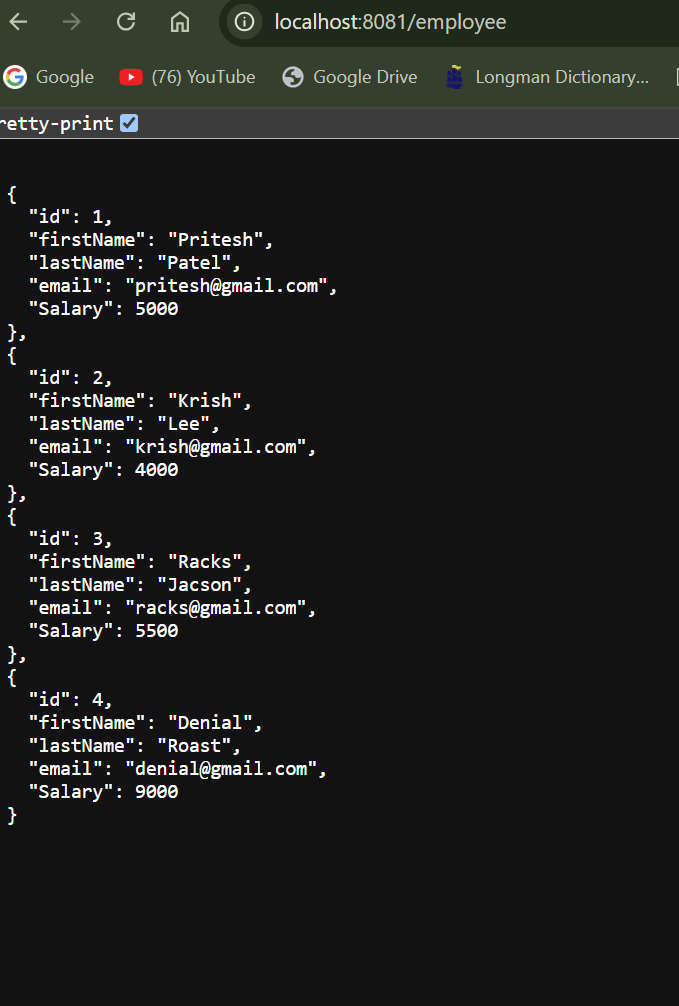 localhost:8081/employee
Google (76) YouTube Google Drive Longman Dictionary...
retty-print
{
"id": 1,
"firstName": "Pritesh",
"lastName": "Patel",
"email": "pritesh@gmail.com",
"Salary": 5000
},
{
"id": 2,
"firstName": "Krish",
"lastName": "Lee",
"email": "krish@gmail.com",
"Salary": 4000
},
{
"id": 3,
"firstName": "Racks",
"lastName": "Jacson",
"email": "racks@gmail.com",
"Salary": 5500
},
{
"id": 4,
"firstName": "Denial",
"lastName": "Roast",
"email": "denial@gmail.com",
"Salary": 9000
}